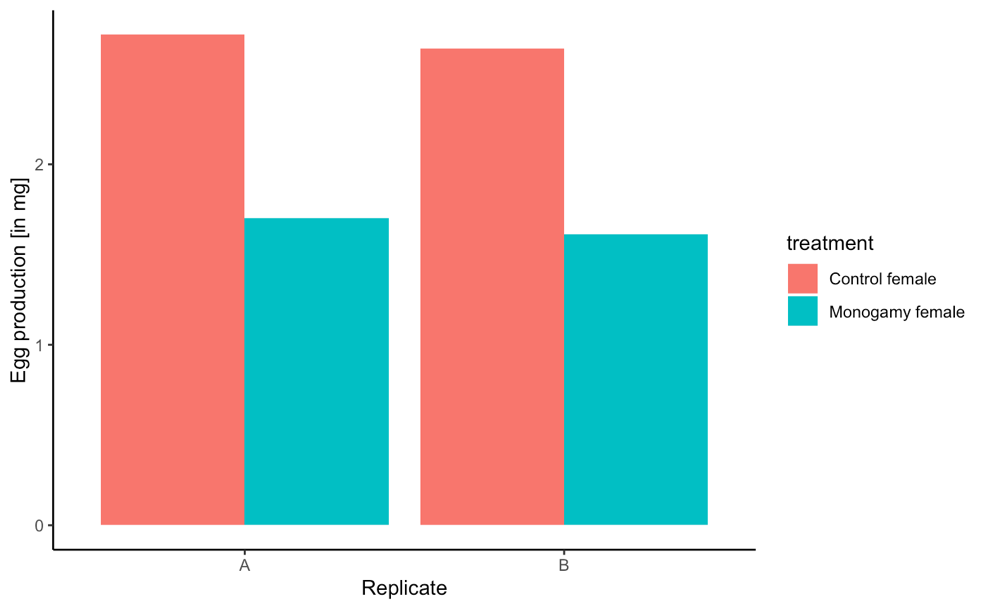 Egg production [in mg]
2
1
0
A
B
Replicate
treatment
Control female
Monogamy female